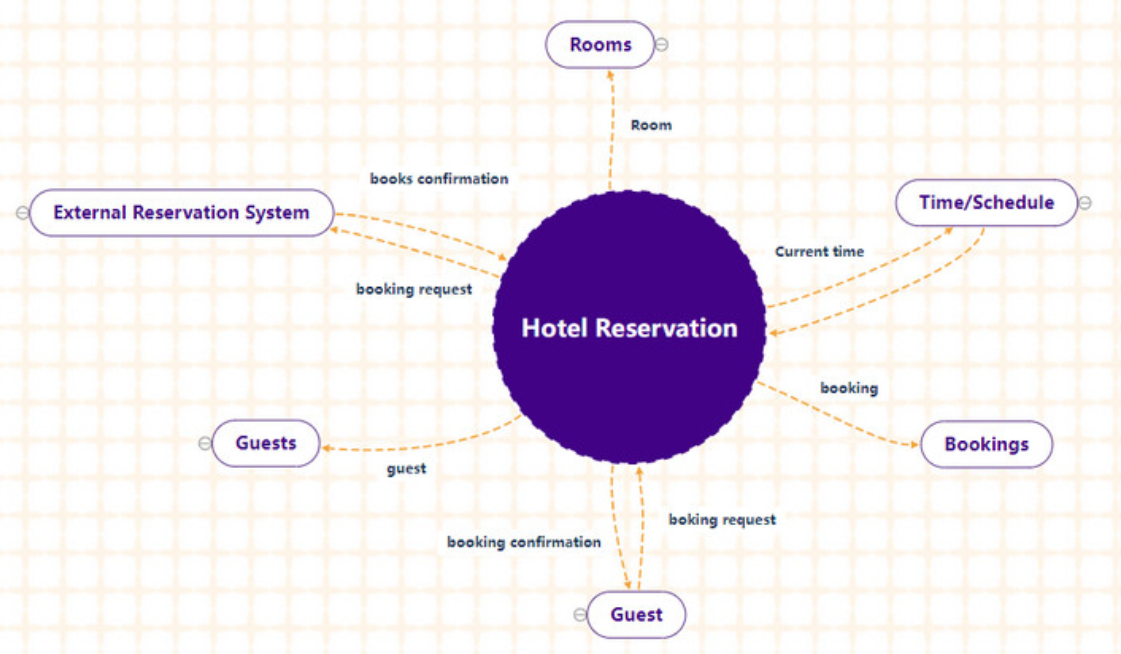 Rooms
Room
books confirmation
External Reservation System
Time/Schedule
Current time
booking request
Hotel Reservation
booking
Guests
Bookings
guest
boking request
booking confirmation
Guest